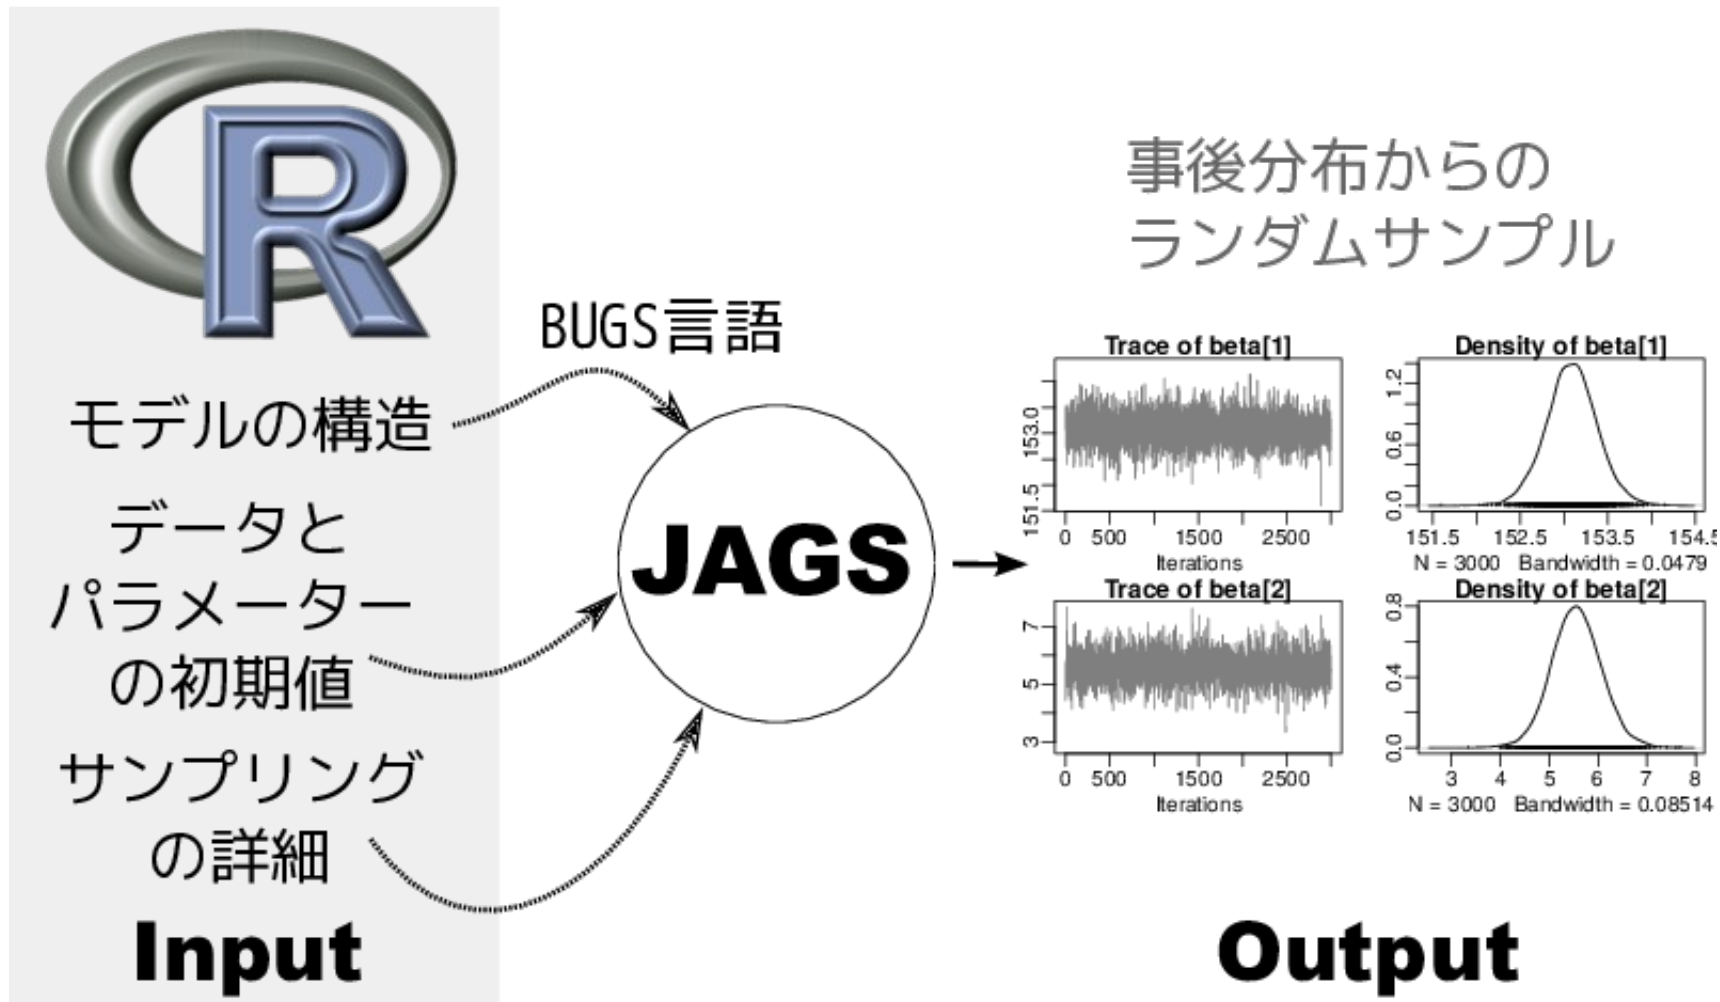 R
BUGS言語
モデルの構造
データと
パラメーター
の初期値
サンプリング
の詳細
Input
JAGS
事後分布からの
ランダムサンプル
Trace of beta[1]
151.5
153.0
0 500 1500 2500
Iterations
Density of beta[1]
0.0 0.6 1.2
151.5 152.5 153.5 154.5
N = 3000 Bandwidth = 0.0479
Trace of beta[2]
3 5 7
0 500 1500 2500
Iterations
Density of beta[2]
0.0 0.4 0.8
3 4 5 6 7 8
N = 3000 Bandwidth = 0.08514
Output